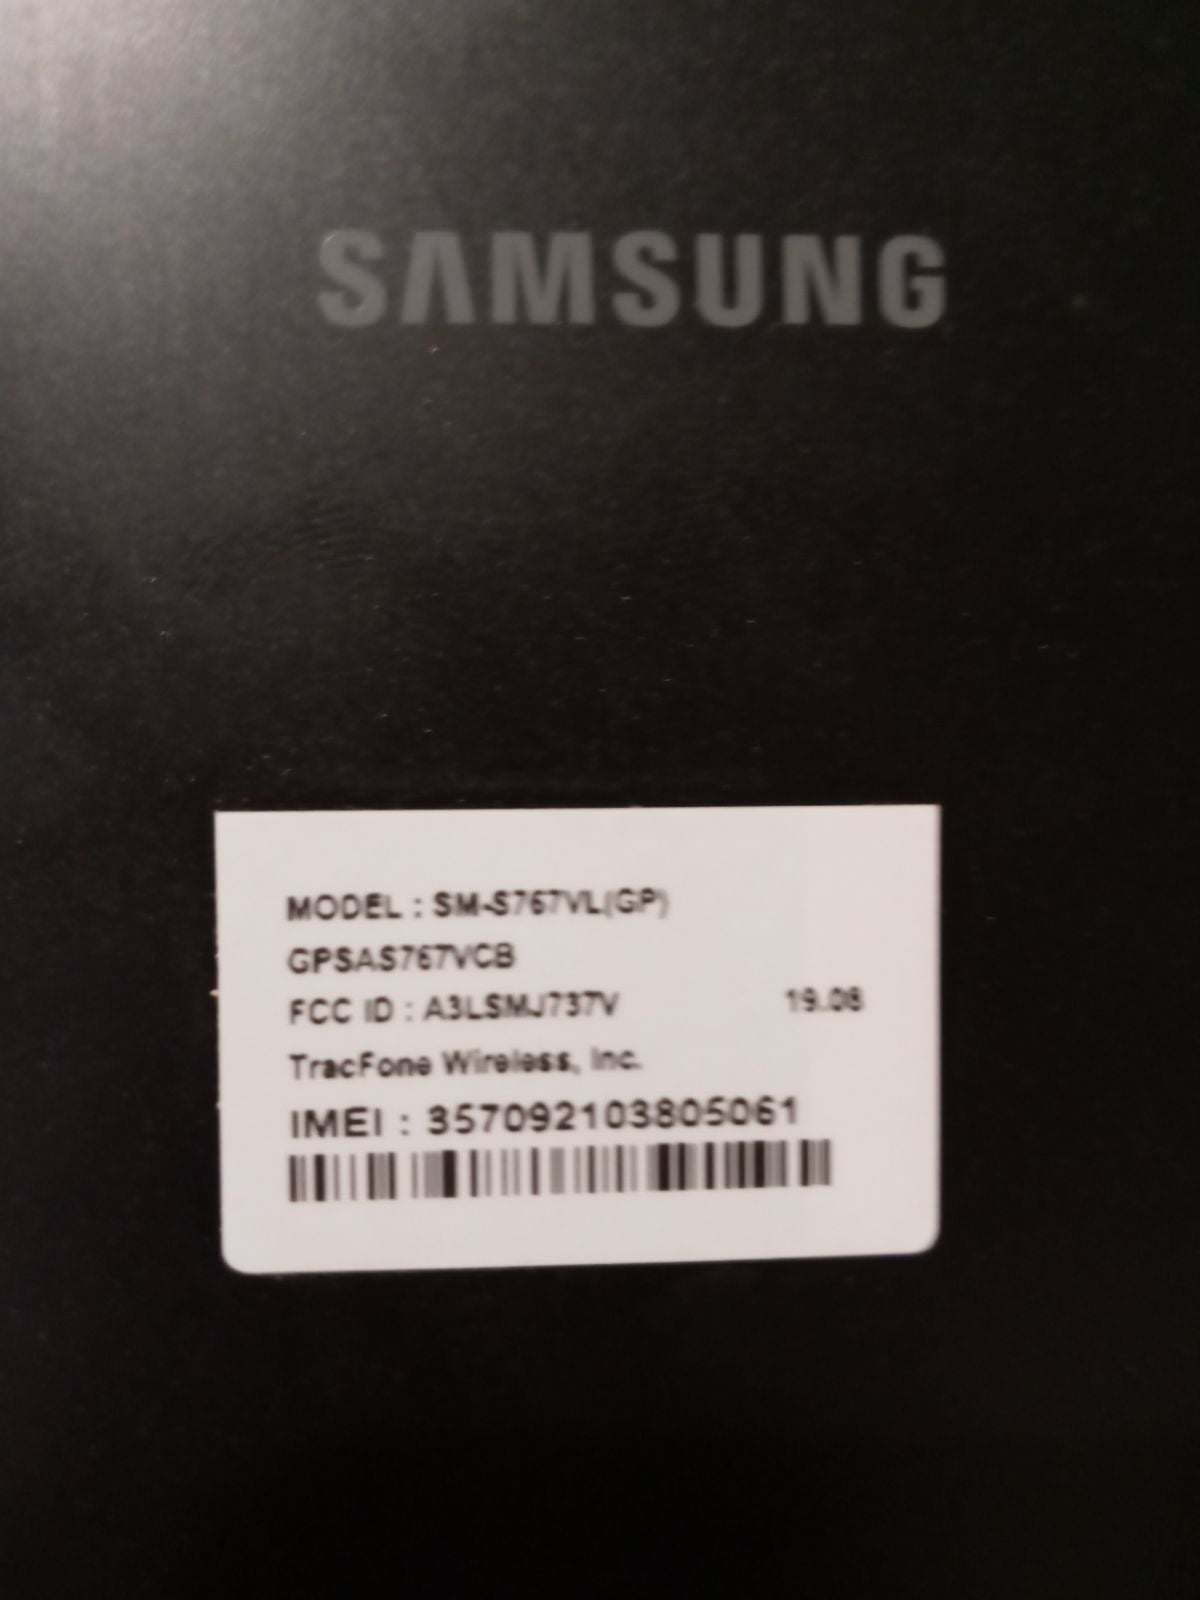 SAMSUNG
MODEL : SM-S767VL(GP)
GPSAS767VCB
FCC ID : A3LSMJ737V 19.08
TracFone Wireless, Inc.
IMEI : 357092103805061